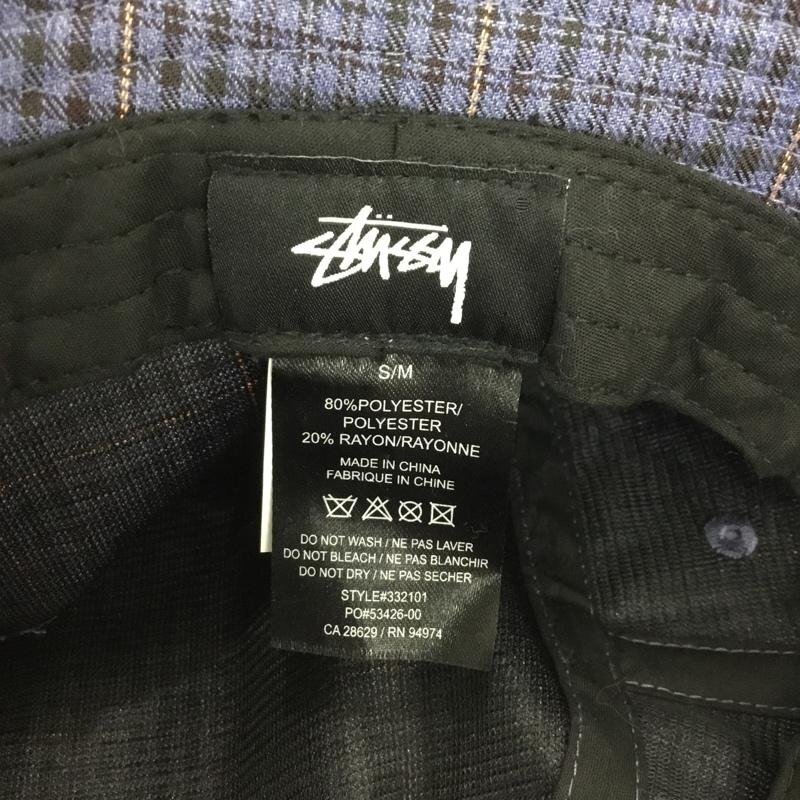 Stüssy
S/M
80%POLYESTER/
POLYESTER
20% RAYON/RAYONNE
MADE IN CHINA
FABRIQUE IN CHINE
DO NOT WASH / NE PAS LAVER
DO NOT BLEACH / NE PAS BLANCHIR
DO NOT DRY / NE PAS SECHER
STYLE#332101
PO#53426-00
CA 28629 / RN 94974